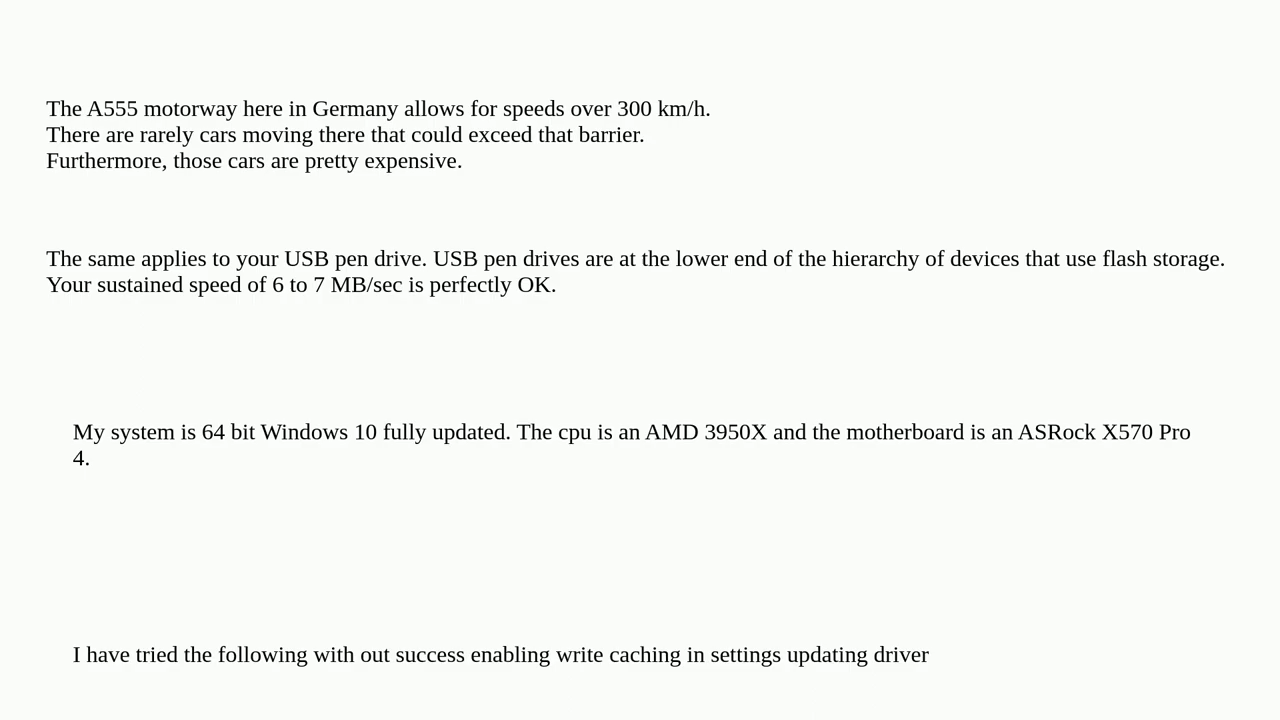 The A555 motorway here in Germany allows for speeds over 300 km/h.
There are rarely cars moving there that could exceed that barrier.
Furthermore, those cars are pretty expensive.
The same applies to your USB pen drive. USB pen drives are at the lower end of the hierarchy of devices that use flash storage.
Your sustained speed of 6 to 7 MB/sec is perfectly OK.
My system is 64 bit Windows 10 fully updated. The cpu is an AMD 3950X and the motherboard is an ASRock X570 Pro
4.
I have tried the following with out success enabling write caching in settings updating driver